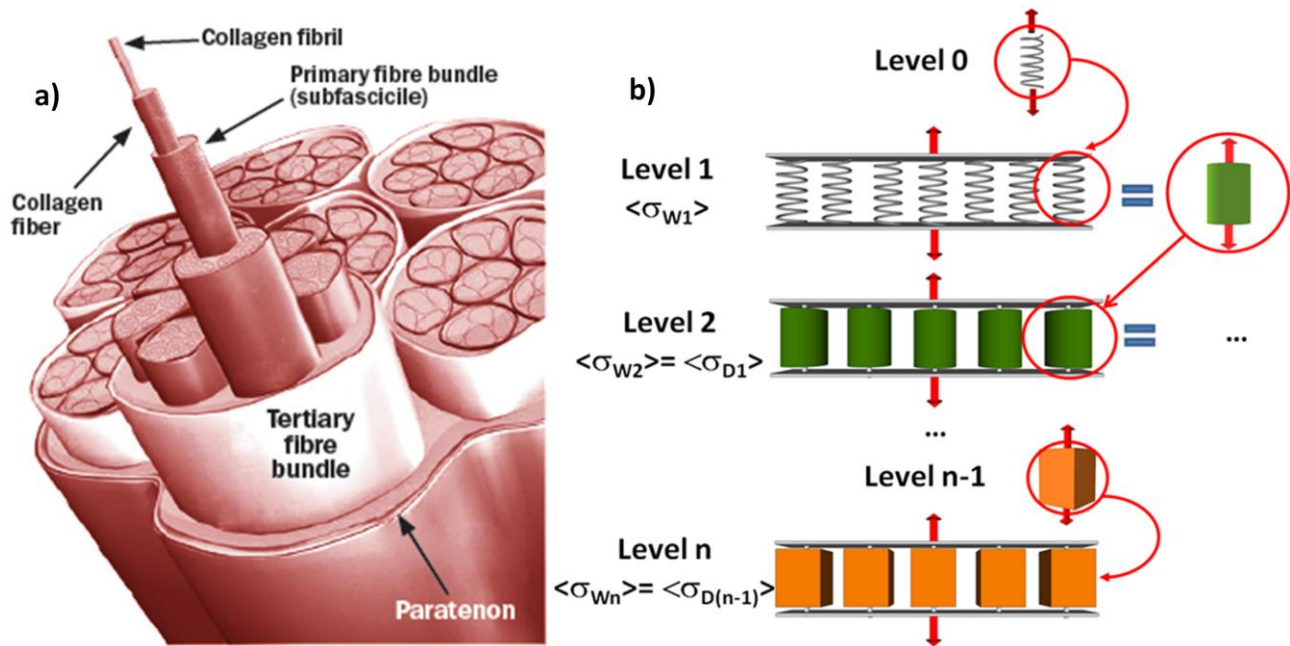 a)
Collagen fibril
Primary fibre bundle
(subfascicile)
Collagen
fiber
Tertiary
fibre
bundle
Paratenon
b)
Level 0
Level 1
<σW1>
Level 2
<σW2>= <σD1>
...
...
Level n-1
Level n
<σWn>= <σD(n-1)>